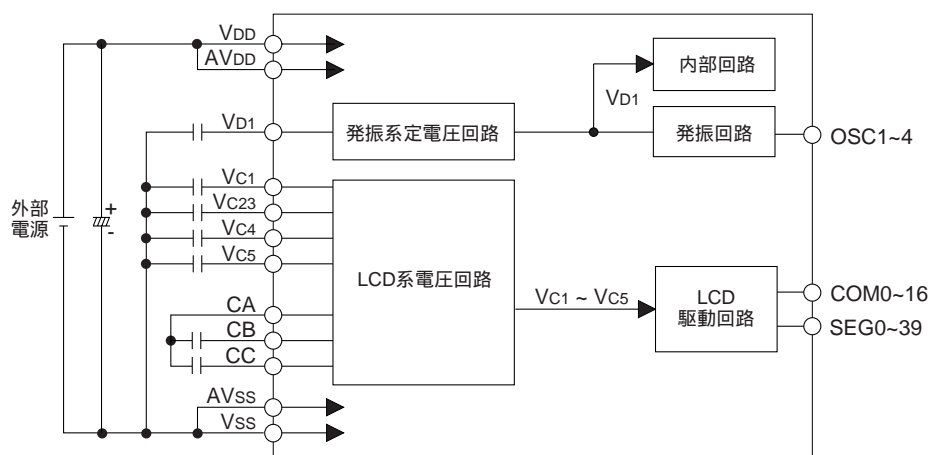 VDD
AVDD
内部回路
VD1
VD1
発振系定電圧回路
発振回路
OSC1~4
外部
電源
+
-
VC1
VC23
VC4
VC5
LCD系電圧回路
VC1 ~ VC5
LCD
駆動回路
COM0~16
SEG0~39
CA
CB
CC
AVSS
VSS